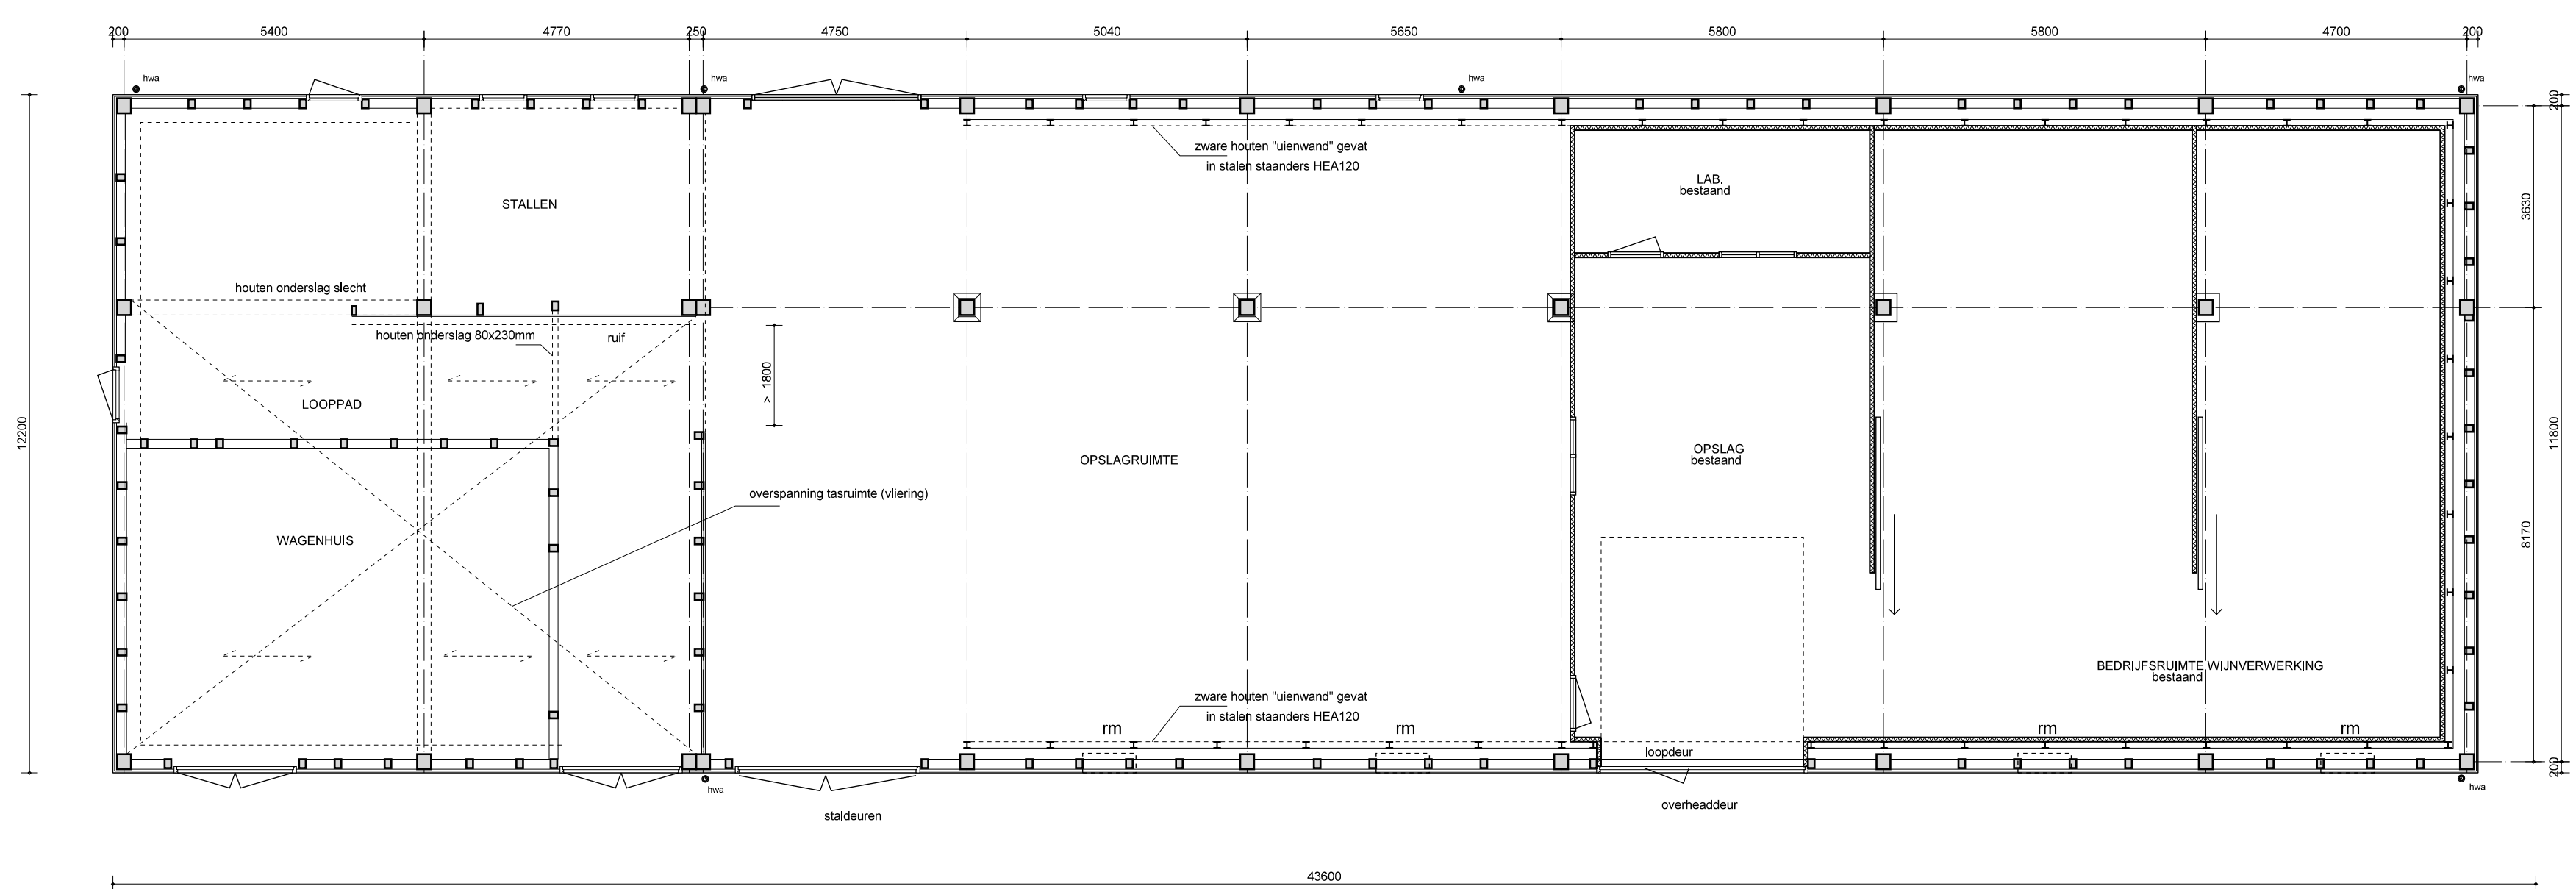 200
5400
4770
250
4750
5040
5650
5800
5800
4700
200
hwa
hwa
hwa
hwa
200
zware houten "uienwand" gevat
in stalen staanders HEA120
LAB.
bestaand
STALLEN
3630
houten onderslag slecht
houten onderslag 80x230mm
ruif
> 1800
LOOPPAD
12200
11800
OPSLAGRUIMTE
OPSLAG
bestaand
overspanning tasruimte (vliering)
WAGENHUIS
8170
BEDRIJFSRUIMTE WIJNVERWERKING
bestaand
zware houten "uienwand" gevat
in stalen staanders HEA120
rm
rm
rm
rm
loopdeur
200
hwa
hwa
overheaddeur
staldeuren
43600